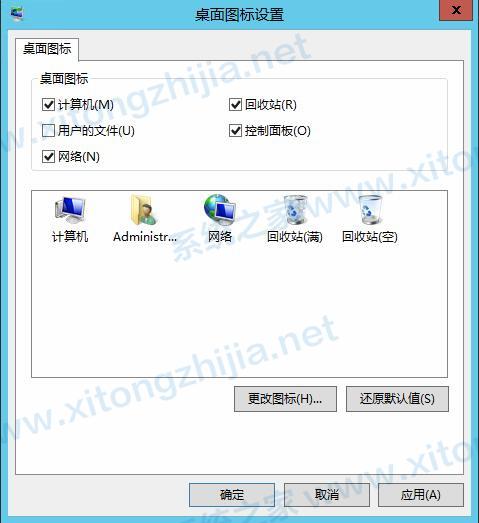 桌面图标设置
x
桌面图标
桌面图标
计算机(M)
回收站(R)
用户的文件(U)
控制面板(O)
网络(N)
计算机
Administr...
网络
回收站(满)
回收站(空)
更改图标(H)...
还原默认值(S)
确定
取消
应用(A)
www.xitongzhijia.net
系统之家 www.xitong
www.xitongzhijia.net
系统之家 www.xitong